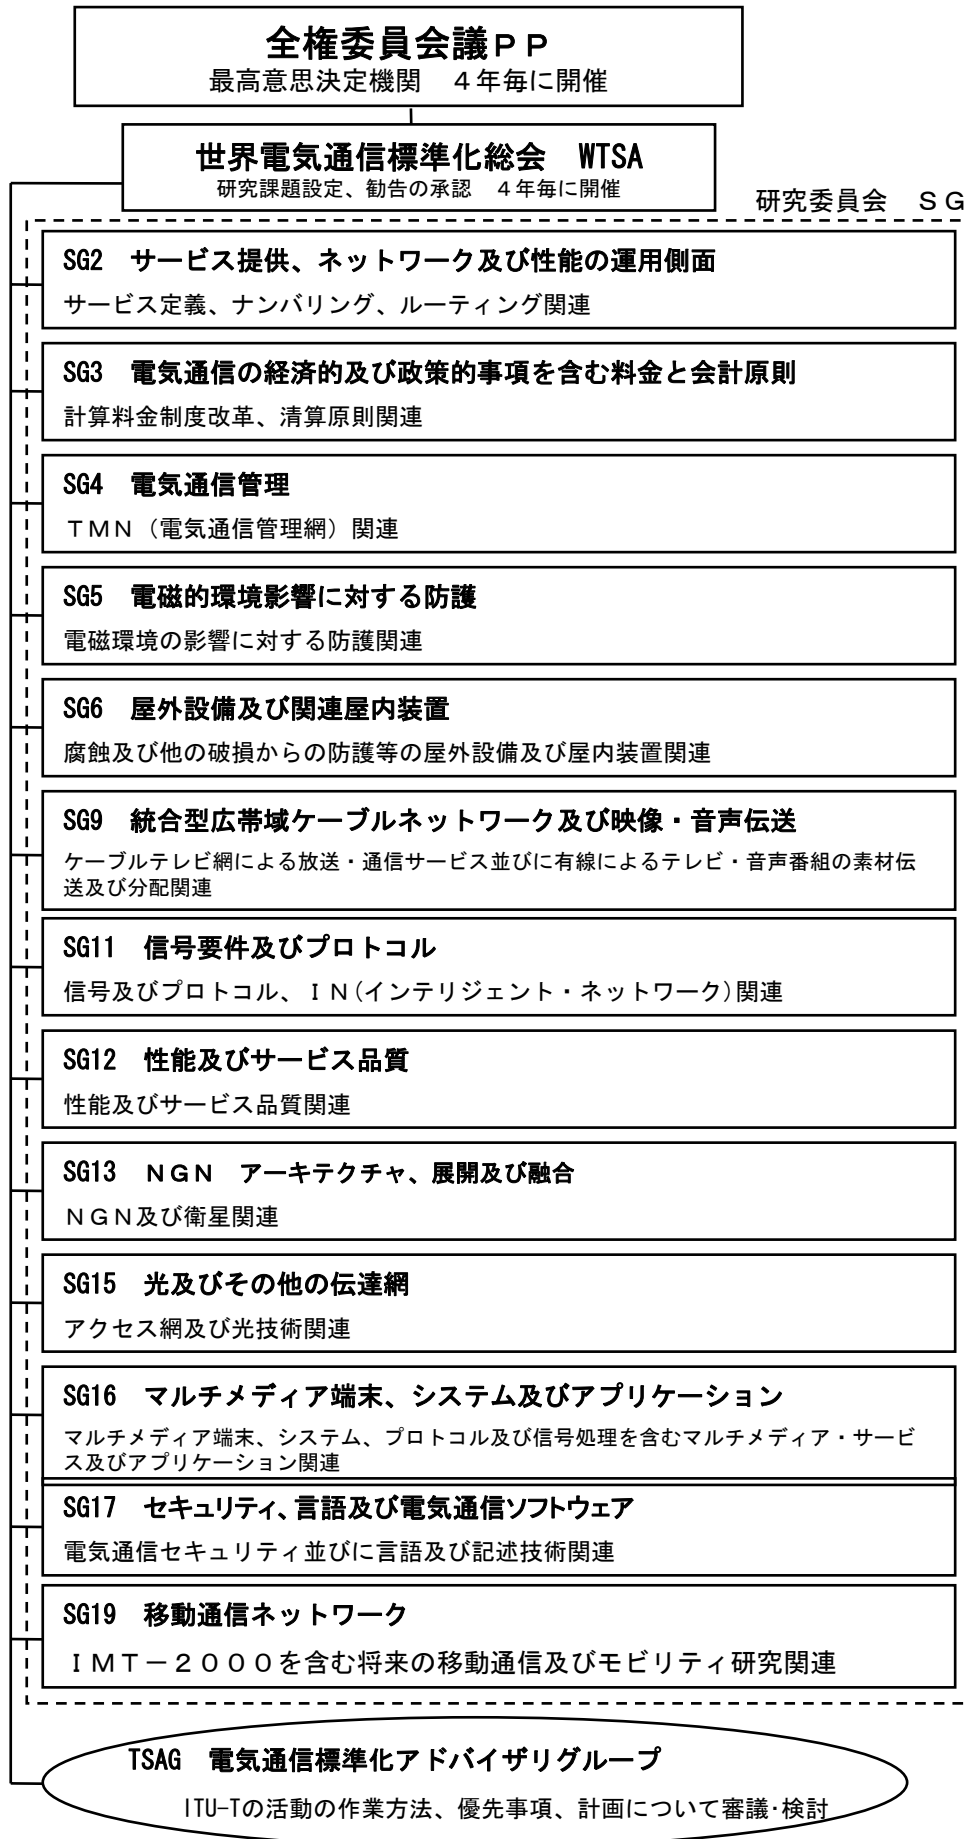 全権委員会議ＰＰ
最高意思決定機関　４年毎に開催
世界電気通信標準化総会　WTSA
研究課題設定、勧告の承認　４年毎に開催
研究委員会　ＳＧ
SG2　サービス提供、ネットワーク及び性能の運用側面
サービス定義、ナンバリング、ルーティング関連
SG3　電気通信の経済的及び政策的事項を含む料金と会計原則
計算料金制度改革、清算原則関連
SG4　電気通信管理
ＴＭＮ（電気通信管理網）関連
SG5　電磁的環境影響に対する防護
電磁環境の影響に対する防護関連
SG6　屋外設備及び関連屋内装置
腐蝕及び他の破損からの防護等の屋外設備及び屋内装置関連
SG9　統合型広帯域ケーブルネットワーク及び映像・音声伝送
ケーブルテレビ網による放送・通信サービス並びに有線によるテレビ・音声番組の素材伝
送及び分配関連
SG11　信号要件及びプロトコル
信号及びプロトコル、ＩＮ(インテリジェント・ネットワーク)関連
SG12　性能及びサービス品質
性能及びサービス品質関連
SG13　ＮＧＮ　アーキテクチャ、展開及び融合
ＮＧＮ及び衛星関連
SG15　光及びその他の伝達網
アクセス網及び光技術関連
SG16　マルチメディア端末、システム及びアプリケーション
マルチメディア端末、システム、プロトコル及び信号処理を含むマルチメディア・サービ
ス及びアプリケーション関連
SG17　セキュリティ、言語及び電気通信ソフトウェア
電気通信セキュリティ並びに言語及び記述技術関連
SG19　移動通信ネットワーク
ＩＭＴ－２０００を含む将来の移動通信及びモビリティ研究関連
TSAG　電気通信標準化アドバイザリグループ
ITU-Tの活動の作業方法、優先事項、計画について審議･検討